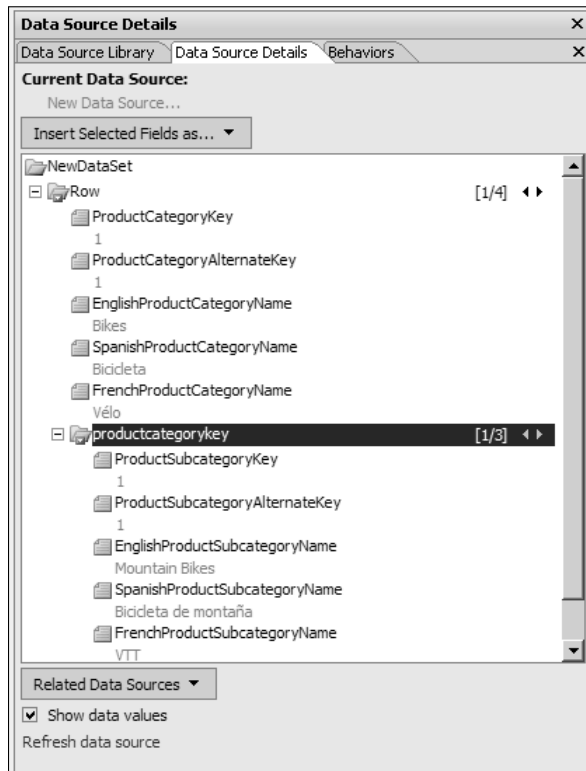 Data Source Details
Data Source Library Data Source Details Behaviors
Current Data Source:
New Data Source...
Insert Selected Fields as...
NewDataSet
Row [1/4]
ProductCategoryKey
1
ProductCategoryAlternateKey
1
EnglishProductCategoryName
Bikes
SpanishProductCategoryName
Bicicleta
FrenchProductCategoryName
Vélo
productcategorykey [1/3]
ProductSubcategoryKey
1
ProductSubcategoryAlternateKey
1
EnglishProductSubcategoryName
Mountain Bikes
SpanishProductSubcategoryName
Bicicleta de montaña
FrenchProductSubcategoryName
VTT
Related Data Sources
Show data values
Refresh data source